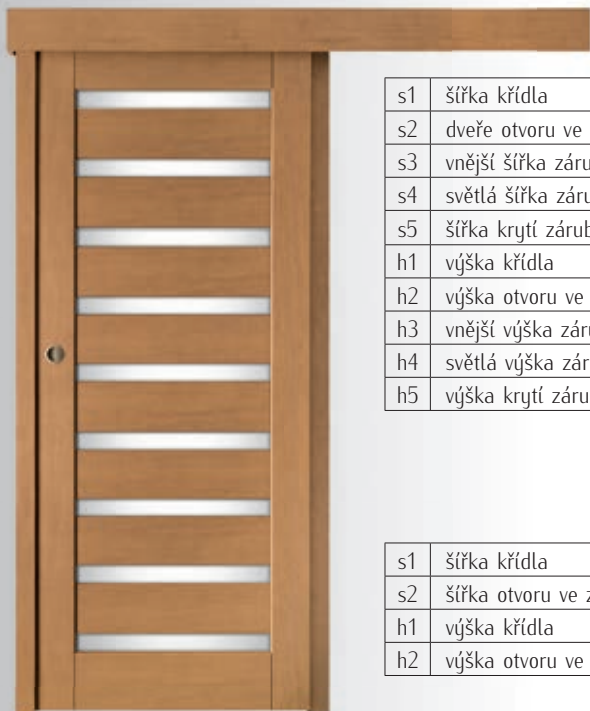 s1 šířka křídla
s2 dveře otvoru ve
s3 vnější šířka záru
s4 světlá šířka záru
s5 šířka krytí zárub
h1 výška křídla
h2 výška otvoru ve
h3 vnější výška záru
h4 světlá výška zár
h5 výška krytí záru
s1 šířka křídla
s2 šířka otvoru ve z
h1 výška křídla
h2 výška otvoru ve